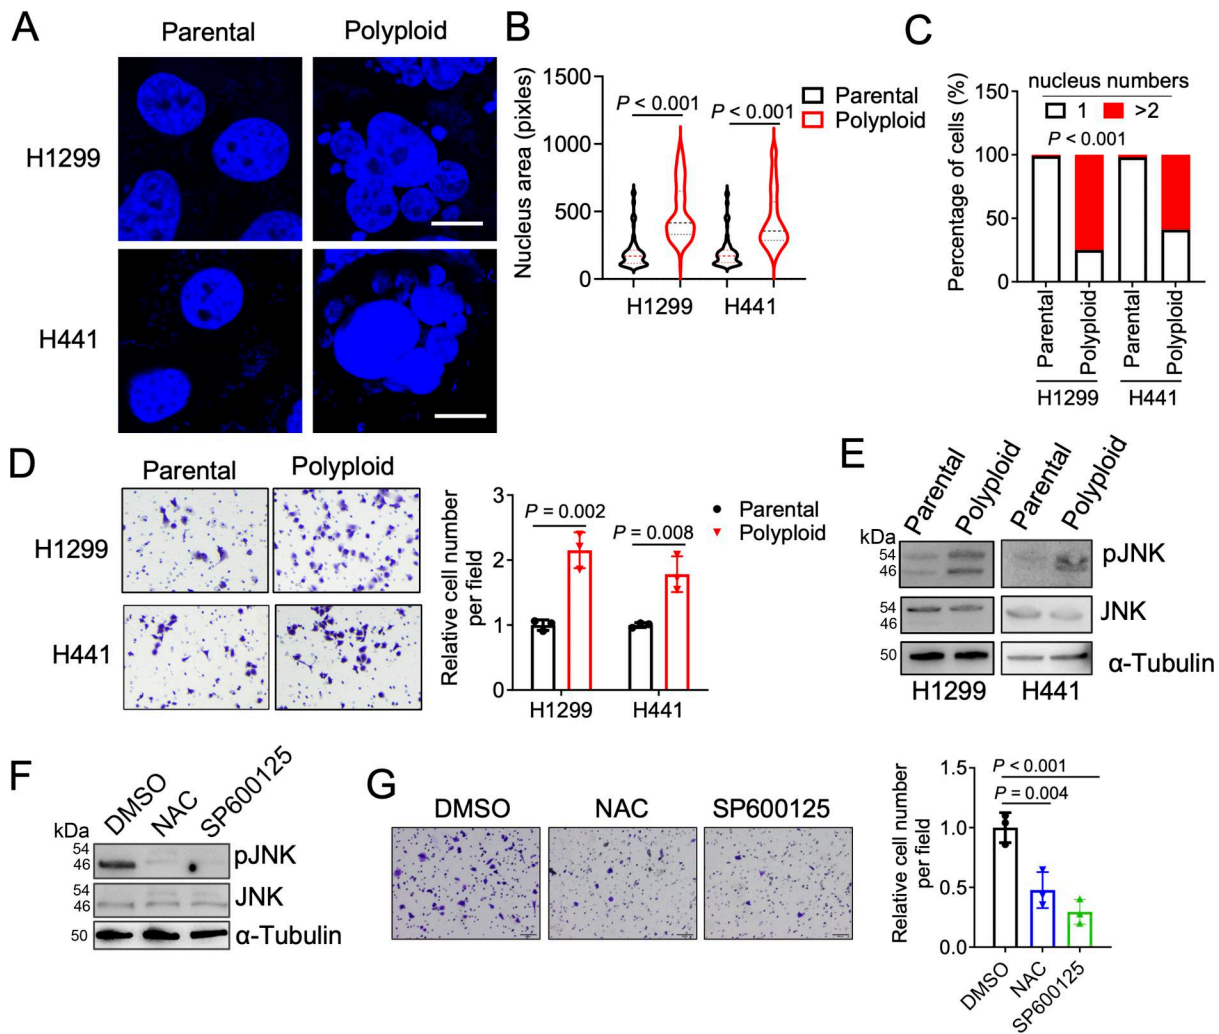 A
Parental
Polyploid
H1299
H441
B
Nucleus area (pixles)
1500
1000
500
0
P < 0.001
P < 0.001
Parental
Polyploid
H1299
H441
C
Percentage of cells (%)
nucleus numbers
1
>2
P < 0.001
150
100
50
0
Parental
Polyploid
Parental
Polyploid
H1299
H441
D
Parental
Polyploid
H1299
H441
Relative cell number
per field
3
2
1
0
P = 0.002
P = 0.008
Parental
Polyploid
H1299
H441
E
Parental
Polyploid
Parental
Polyploid
kDa
54
46
pJNK
54
46
JNK
50
α-Tubulin
H1299
H441
F
DMSO
NAC
SP600125
kDa
54
46
pJNK
54
46
JNK
50
α-Tubulin
G
DMSO
NAC
SP600125
Relative cell number
per field
1.5
1.0
0.5
0.0
P < 0.001
P = 0.004
DMSO
NAC
SP600125